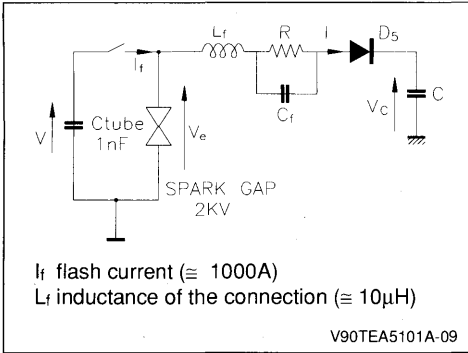 Lf R I D5
If
V Ctube Ve Cf Vc C
1nF
SPARK GAP
2KV
If flash current (≅ 1000A)
Lf inductance of the connection (≅ 10µH)
V90TEA5101A-09